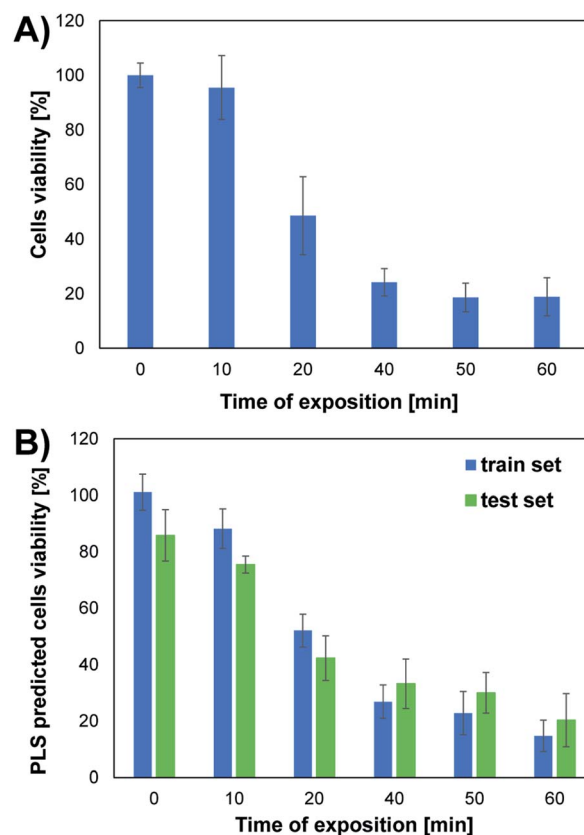 A)
Cells viability [%]
120
100
80
60
40
20
0
0 10 20 40 50 60
Time of exposition [min]
B)
PLS predicted cells viability [%]
120
100
80
60
40
20
0
train set
test set
0 10 20 40 50 60
Time of exposition [min]